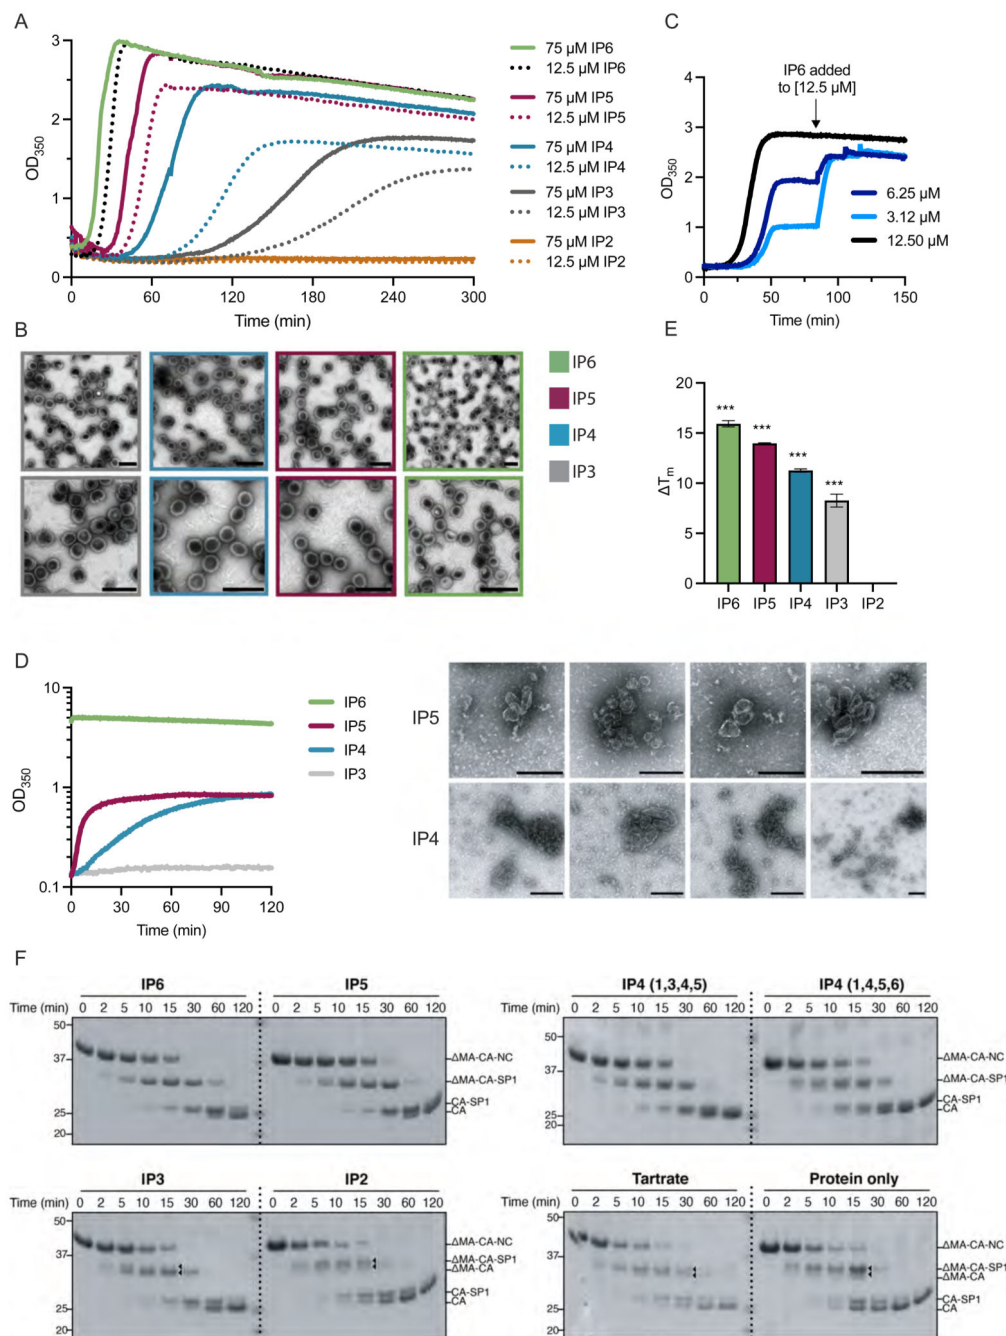 A
3
2
1
0
OD350
0
60
120
180
240
300
Time (min)
75 µM IP6
12.5 µM IP6
75 µM IP5
12.5 µM IP5
75 µM IP4
12.5 µM IP4
75 µM IP3
12.5 µM IP3
75 µM IP2
12.5 µM IP2
C
IP6 added
to [12.5 µM]
4
3
2
1
0
OD350
6.25 µM
3.12 µM
12.50 µM
0
50
100
150
Time (min)
B
IP6
IP5
IP4
IP3
E
20
15
10
5
0
ΔTm
***
***
***
***
IP6 IP5 IP4 IP3 IP2
D
10
1
0.1
OD350
0
30
60
90
120
Time (min)
IP6
IP5
IP4
IP3
IP5
IP4
F
IP6 IP5
Time (min) 0 2 5 10 15 30 60 120 0 2 5 10 15 30 60 120
50
37
25
20
ΔMA-CA-NC
ΔMA-CA-SP1
CA-SP1
CA
IP4 (1,3,4,5) IP4 (1,4,5,6)
Time (min) 0 2 5 10 15 30 60 120 0 2 5 10 15 30 60 120
50
37
25
20
ΔMA-CA-NC
ΔMA-CA-SP1
CA-SP1
CA
IP3 IP2
Time (min) 0 2 5 10 15 30 60 120 0 2 5 10 15 30 60 120
50
37
25
20
ΔMA-CA-NC
ΔMA-CA-SP1
ΔMA-CA
CA-SP1
CA
Tartrate Protein only
Time (min) 0 2 5 10 15 30 60 120 0 2 5 10 15 30 60 120
50
37
25
20
ΔMA-CA-NC
ΔMA-CA-SP1
ΔMA-CA
CA-SP1
CA